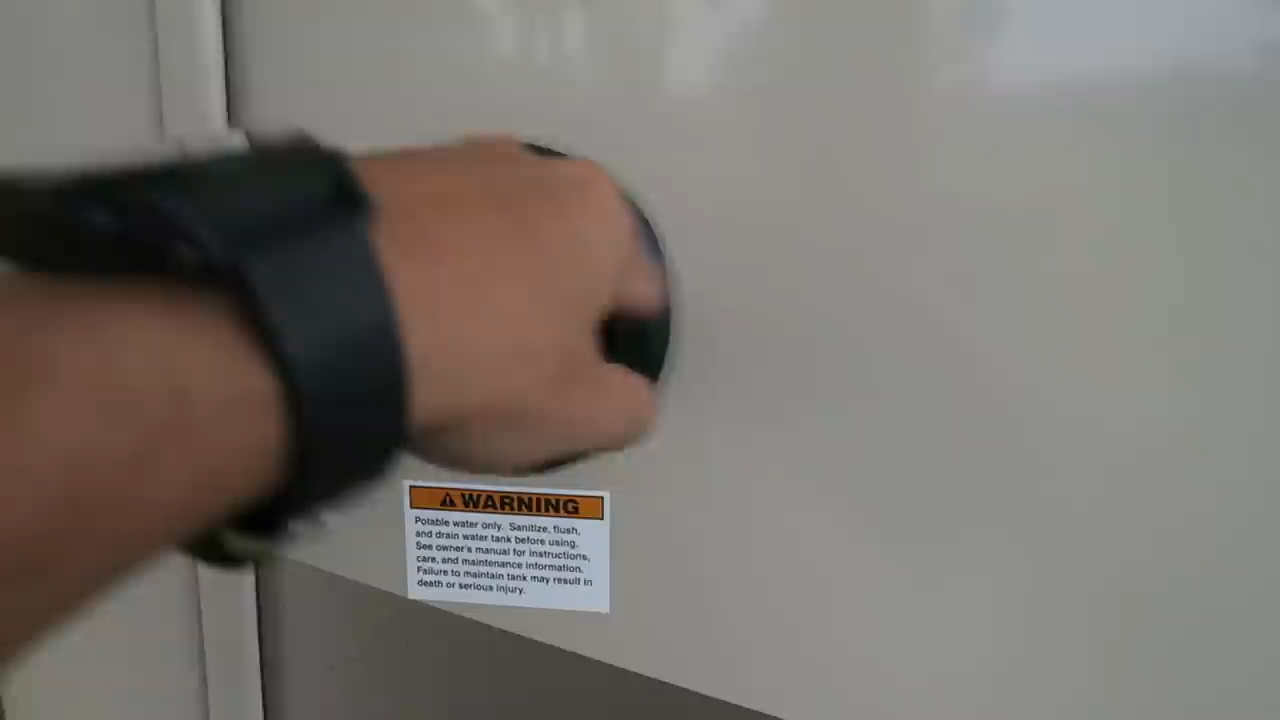 ⚠WARNING
Potable water only. Sanitize, flush,
and drain water tank before using.
See owner's manual for instructions,
care, and maintenance information.
Failure to maintain tank may result in
death or serious injury.